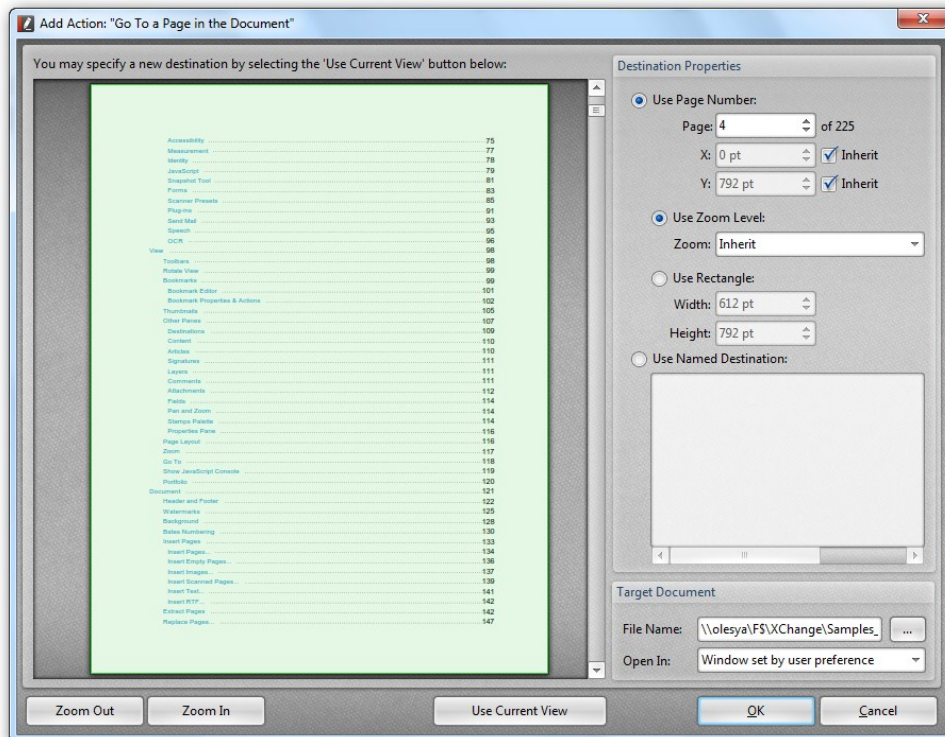 Add Action: "Go To a Page in the Document"
You may specify a new destination by selecting the 'Use Current View' button below:
Accessibility 75
Measurement 77
Identity 78
JavaScript 79
Snapshot Tool 81
Forms 83
Scanner Presets 85
Plug-ins 91
Send Mail 93
Speech 95
OCR 96
View 98
Toolbars 98
Rotate View 99
Bookmarks 99
Bookmark Editor 101
Bookmark Properties & Actions 102
Thumbnails 105
Other Panes 107
Destinations 109
Content 110
Articles 110
Signatures 111
Layers 111
Comments 111
Attachments 112
Fields 114
Pan and Zoom 114
Stamps Palette 114
Properties Pane 116
Page Layout 116
Zoom 117
Go To 118
Show JavaScript Console 119
Portfolio 120
Document 121
Header and Footer 122
Watermarks 125
Background 128
Bates Numbering 130
Insert Pages 133
Insert Pages... 134
Insert Empty Pages... 136
Insert Images... 137
Insert Scanned Pages... 139
Insert Text... 141
Insert RTF... 142
Extract Pages 142
Replace Pages... 147
Destination Properties
Use Page Number:
Page: 4 of 225
X: 0 pt Inherit
Y: 792 pt Inherit
Use Zoom Level:
Zoom: Inherit
Use Rectangle:
Width: 612 pt
Height: 792 pt
Use Named Destination:
Target Document
File Name: \\olesya\F$\XChange\Samples_ ...
Open In: Window set by user preference
Zoom Out Zoom In Use Current View OK Cancel